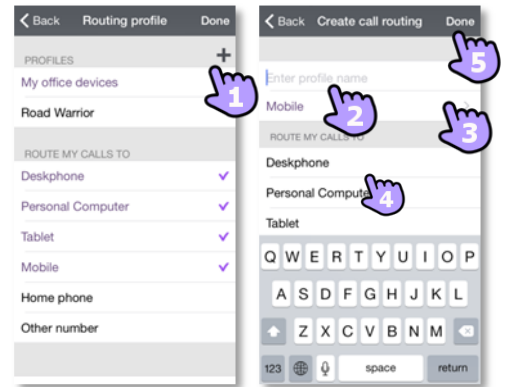 Back Routing profile Done
PROFILES +
My office devices
1
Road Warrior
ROUTE MY CALLS TO
Deskphone
Personal Computer
Tablet
Mobile
Home phone
Other number
Back Create call routing Done
5
Enter profile name
Mobile
2
3
ROUTE MY CALLS TO
Deskphone
Personal Compute
4
Tablet
Q W E R T Y U I O P
A S D F G H J K L
Z X C V B N M
123 space return